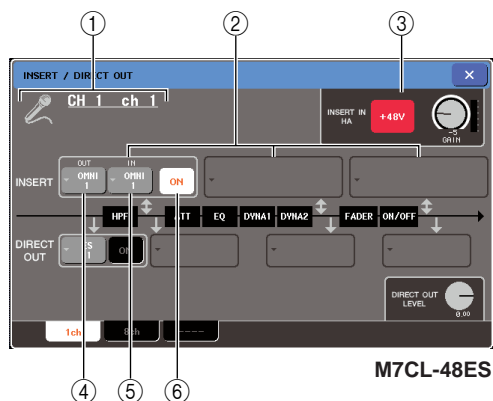 ① ② ③
INSERT / DIRECT OUT ×
CH 1 ch 1
INSERT IN
HA
+48V
-5
GAIN
OUT IN
INSERT OMNI
1 OMNI
1 ON
HPF ATT EQ DYNA1 DYNA2 FADER ON/OFF
DIRECT
OUT ES
1 ON
DIRECT OUT
LEVEL
0.00
1ch 8ch ----
M7CL-48ES
④ ⑤ ⑥